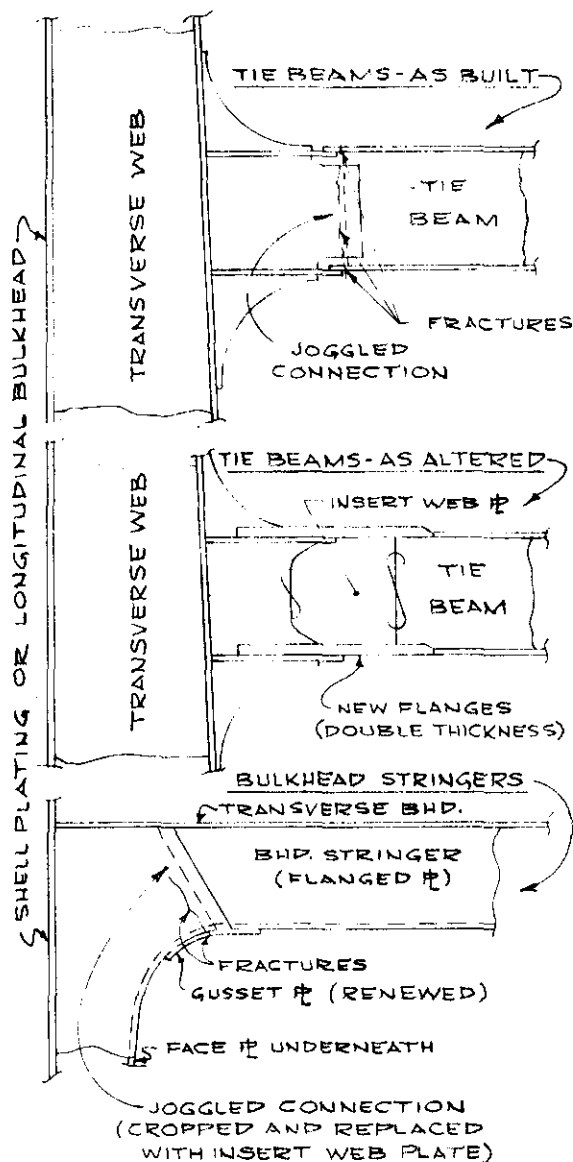 SHELL PLATING OR LONGITUDINAL BULKHEAD
TRANSVERSE WEB
TIE BEAMS-AS BUILT
TIE
BEAM
FRACTURES
JOGGLED
CONNECTION
TRANSVERSE WEB
TIE BEAMS-AS ALTERED
INSERT WEB ⅊
TIE
BEAM
NEW FLANGES
(DOUBLE THICKNESS)
BULKHEAD STRINGERS
TRANSVERSE BHD.
BHD. STRINGER
(FLANGED ⅊)
FRACTURES
GUSSET ⅊ (RENEWED)
FACE ⅊ UNDERNEATH
JOGGLED CONNECTION
(CROPPED AND REPLACED
WITH INSERT WEB PLATE)